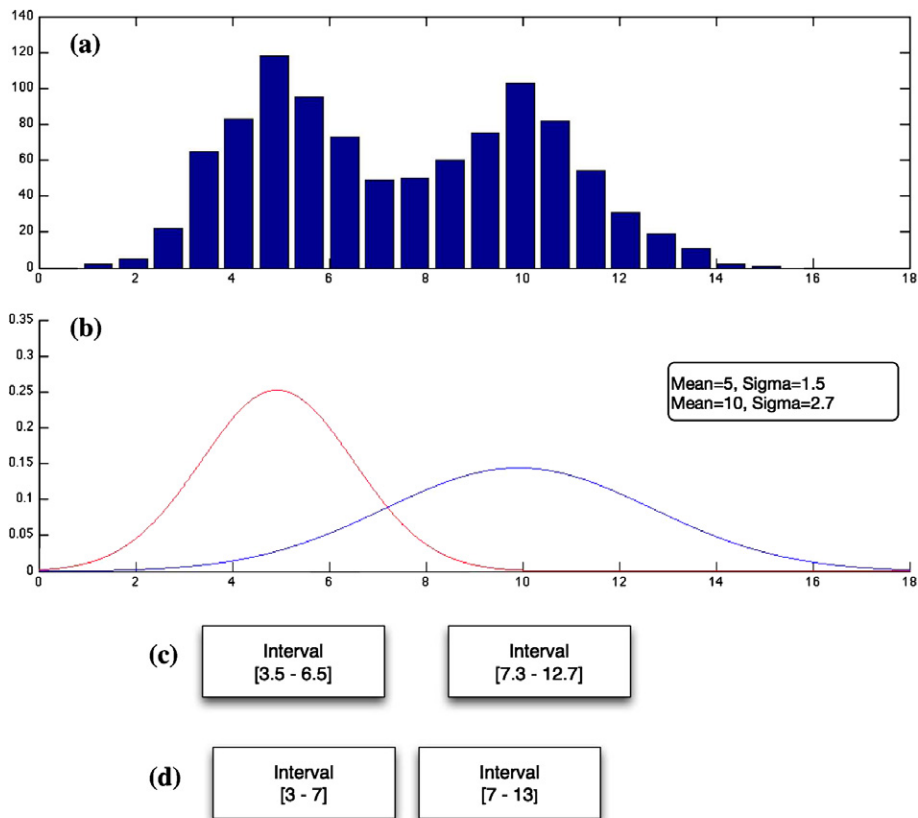 140
(a)
120
100
80
60
40
20
0
0 2 4 6 8 10 12 14 16 18
0.35
(b)
0.3
0.25
0.2
0.15
0.1
0.05
0
Mean=5, Sigma=1.5
Mean=10, Sigma=2.7
0 2 4 6 8 10 12 14 16 18
(c)
Interval
[3.5 - 6.5]
Interval
[7.3 - 12.7]
(d)
Interval
[3 - 7]
Interval
[7 - 13]